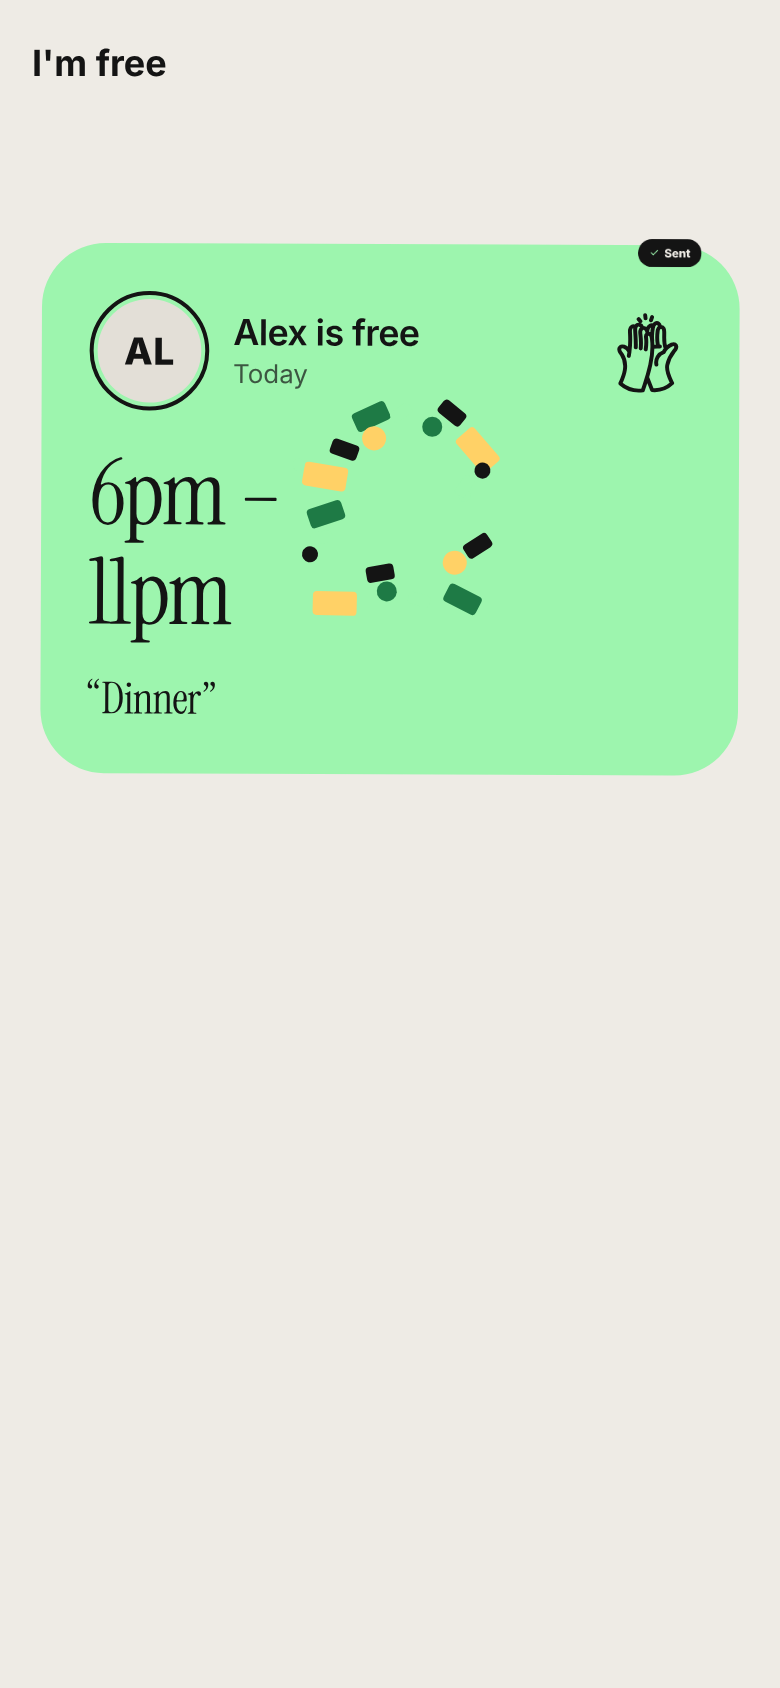 I'm free
Sent
AL
Alex is free
Today
6pm –
11pm
“Dinner”